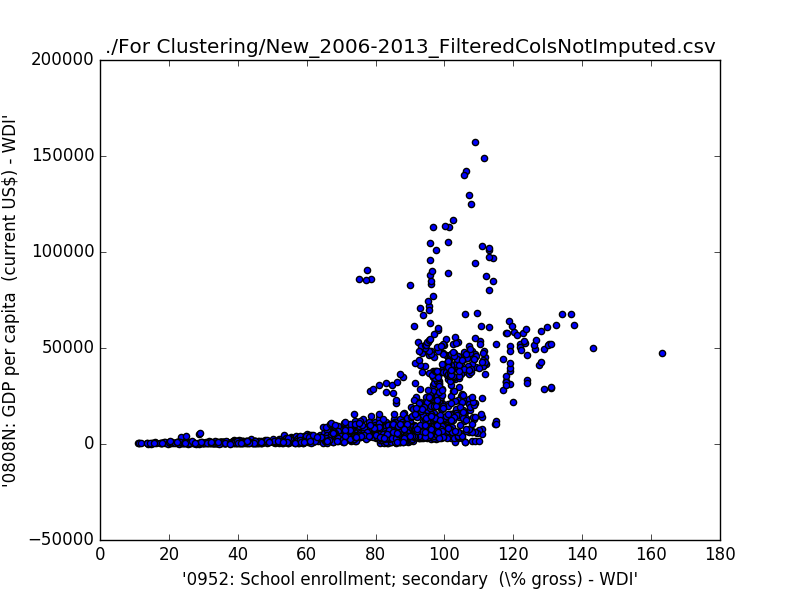 ./For Clustering/New_2006-2013_FilteredColsNotImputed.csv
'0808N: GDP per capita  (current US$) - WDI'
200000
150000
100000
50000
0
−50000
0 20 40 60 80 100 120 140 160 180
'0952: School enrollment; secondary  (\% gross) - WDI'